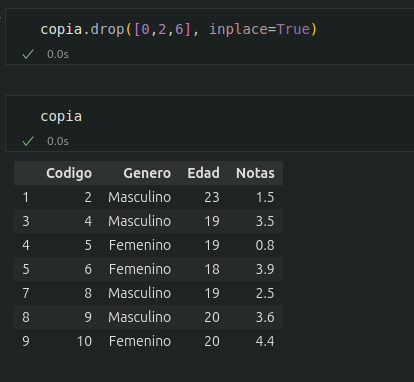 copia.drop([0,2,6], inplace=True)
0.0s
copia
0.0s
Codigo Genero Edad Notas
1 2 Masculino 23 1.5
3 4 Masculino 19 3.5
4 5 Femenino 19 0.8
5 6 Femenino 18 3.9
7 8 Masculino 19 2.5
8 9 Masculino 20 3.6
9 10 Femenino 20 4.4